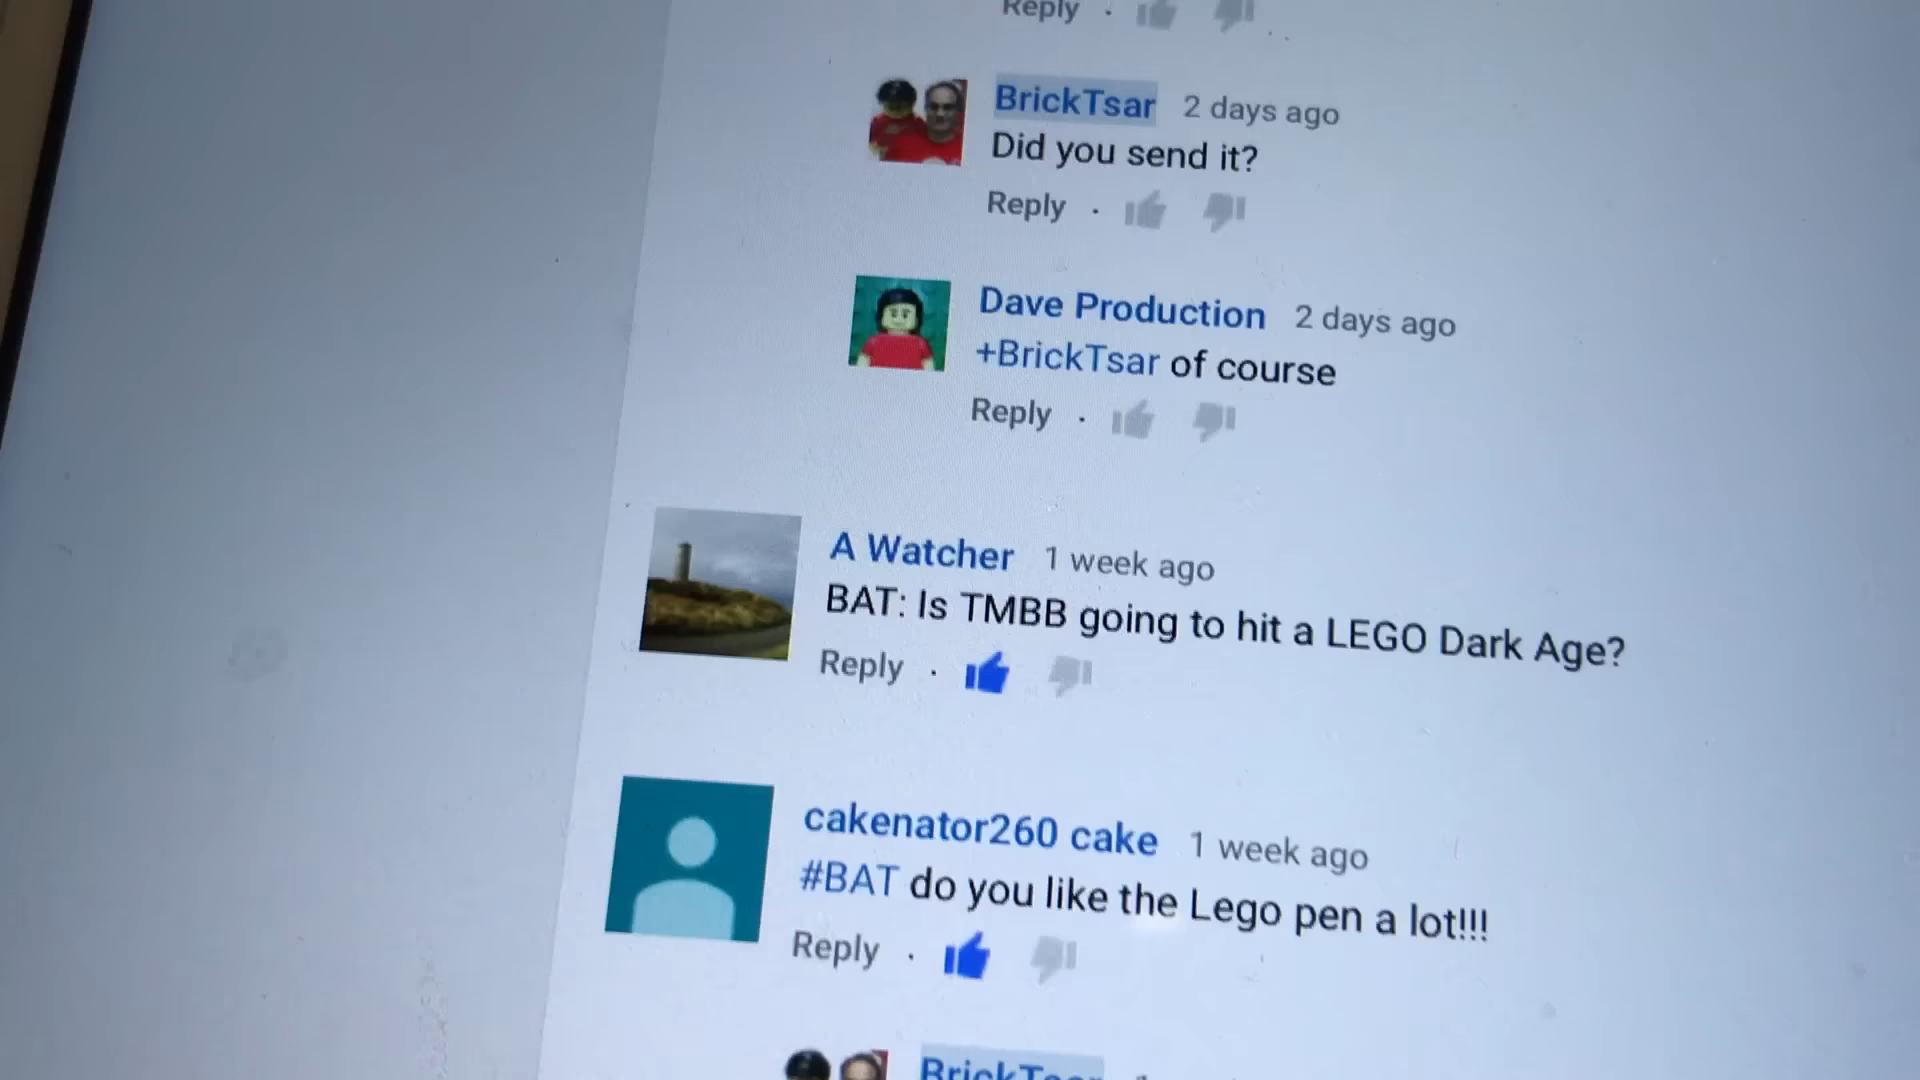 Reply ·
BrickTsar 2 days ago
Did you send it?
Reply ·
Dave Production 2 days ago
+BrickTsar of course
Reply ·
A Watcher 1 week ago
BAT: Is TMBB going to hit a LEGO Dark Age?
Reply ·
cakenator260 cake 1 week ago
#BAT do you like the Lego pen a lot!!!
Reply ·
BrickTsar